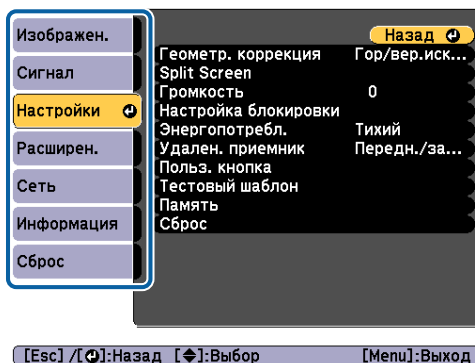 Изображен.
Сигнал
Настройки
Расширен.
Сеть
Информация
Сброс
Назад
Геометр. коррекция Гор/вер.иск...
Split Screen
Громкость 0
Настройка блокировки
Энергопотребл. Тихий
Удален. приемник Передн./за...
Польз. кнопка
Тестовый шаблон
Память
Сброс
[Esc] /[⏎]:Назад [◆]:Выбор [Menu]:Выход